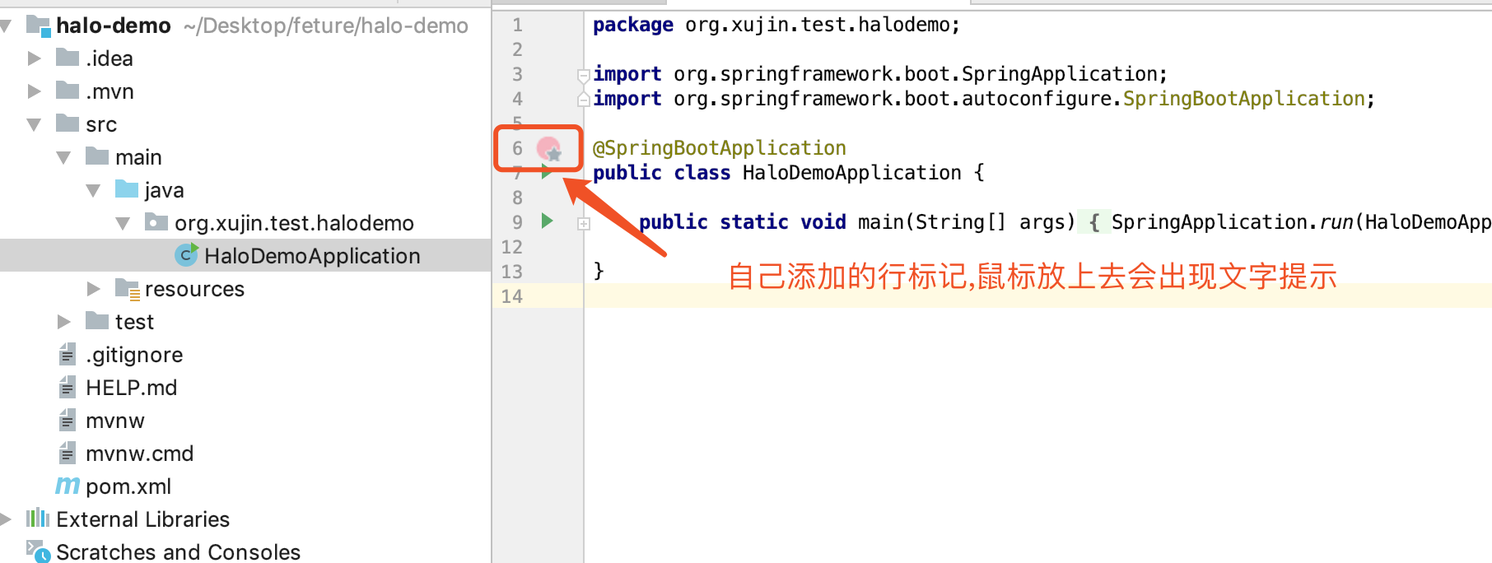 halo-demo ~/Desktop/feture/halo-demo
.idea
.mvn
src
main
java
org.xujin.test.halodemo
HaloDemoApplication
resources
test
.gitignore
HELP.md
mvnw
mvnw.cmd
pom.xml
External Libraries
Scratches and Consoles
1 package org.xujin.test.halodemo;
2
3 import org.springframework.boot.SpringApplication;
4 import org.springframework.boot.autoconfigure.SpringBootApplication;
5
6 @SpringBootApplication
7 public class HaloDemoApplication {
8
9 public static void main(String[] args) { SpringApplication.run(HaloDemoApp
12
13 }
自己添加的行标记,鼠标放上去会出现文字提示
14